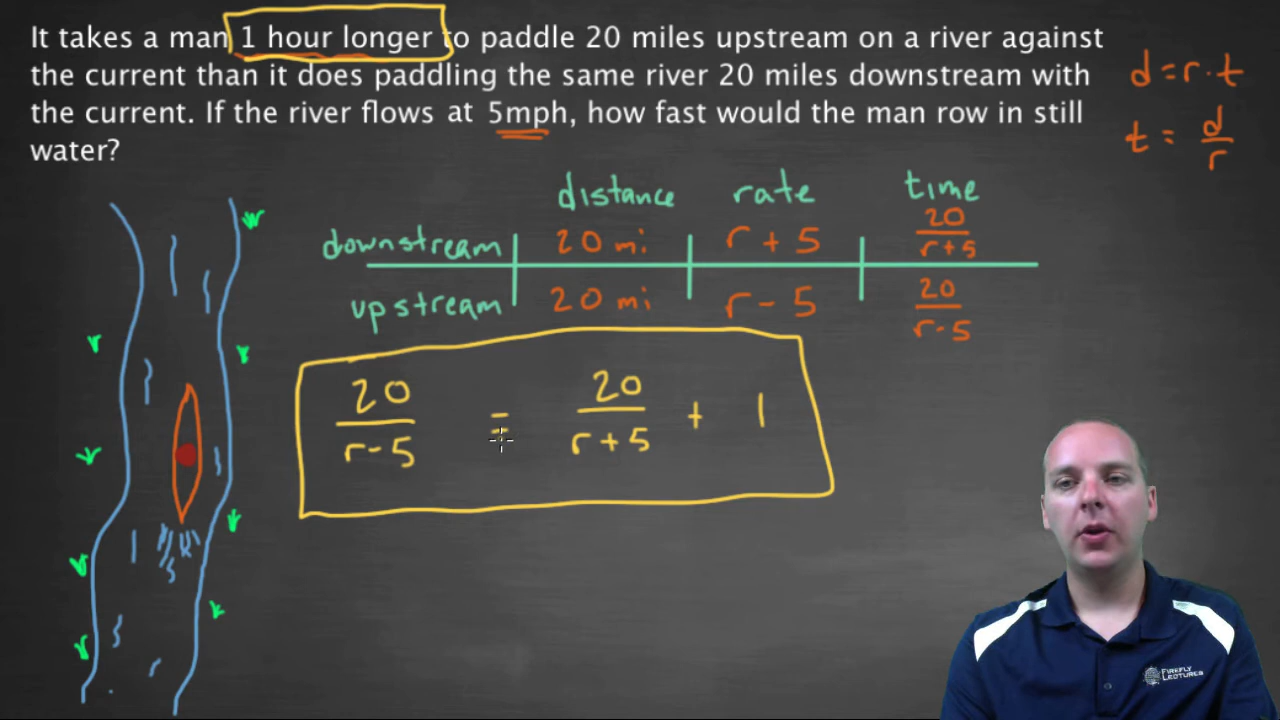 It takes a man 1 hour longer to paddle 20 miles upstream on a river against
the current than it does paddling the same river 20 miles downstream with
the current. If the river flows at 5mph, how fast would the man row in still
water?
d = r · t
t = d/r
distance rate time
downstream 20 mi r + 5 20/r+5
upstream 20 mi r - 5 20/r-5
20/r-5 = 20/r+5 + 1
FIREFLY
LECTURES